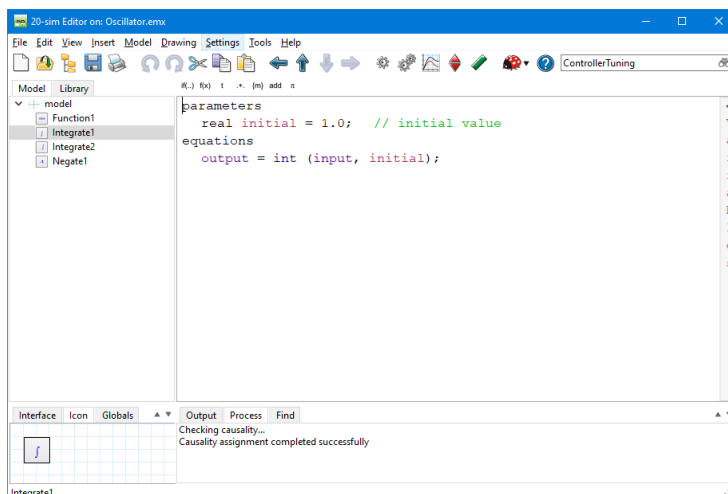 20-sim Editor on: Oscillator.emx
File Edit View Insert Model Drawing Settings Tools Help
ControllerTuning
Model Library
if(..) f(x) t .+. (m) add π
model
Function1
Integrate1
Integrate2
Negate1
parameters
real initial = 1.0; // initial value
equations
output = int (input, initial);
Interface Icon Globals
Output Process Find
Checking causality...
Causality assignment completed successfully
∫
Integrate1